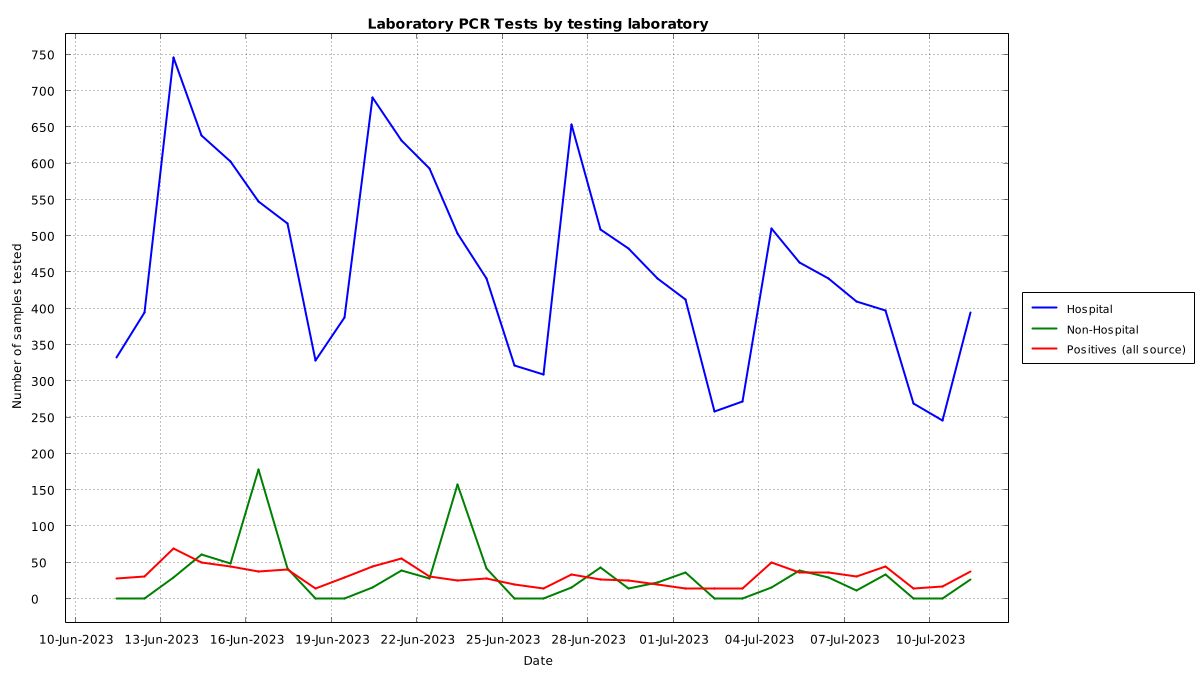 Laboratory PCR Tests by testing laboratory
Number of samples tested
750
700
650
600
550
500
450
400
350
300
250
200
150
100
50
0
10-Jun-2023
13-Jun-2023
16-Jun-2023
19-Jun-2023
22-Jun-2023
25-Jun-2023
28-Jun-2023
01-Jul-2023
04-Jul-2023
07-Jul-2023
10-Jul-2023
Date
Hospital
Non-Hospital
Positives (all source)